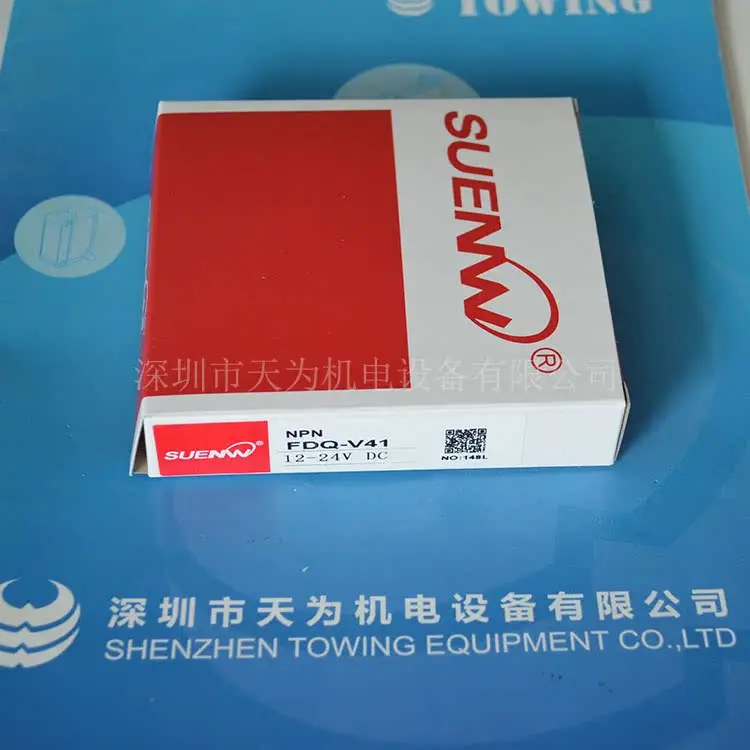 TOWING
SUENW®
深圳市天为机电设备有限公司
SUENW®
NPN
FDQ-V41
12-24V DC
NO:148L
深圳市天为机电设备有限公司
SHENZHEN TOWING EQUIPMENT CO.,LTD